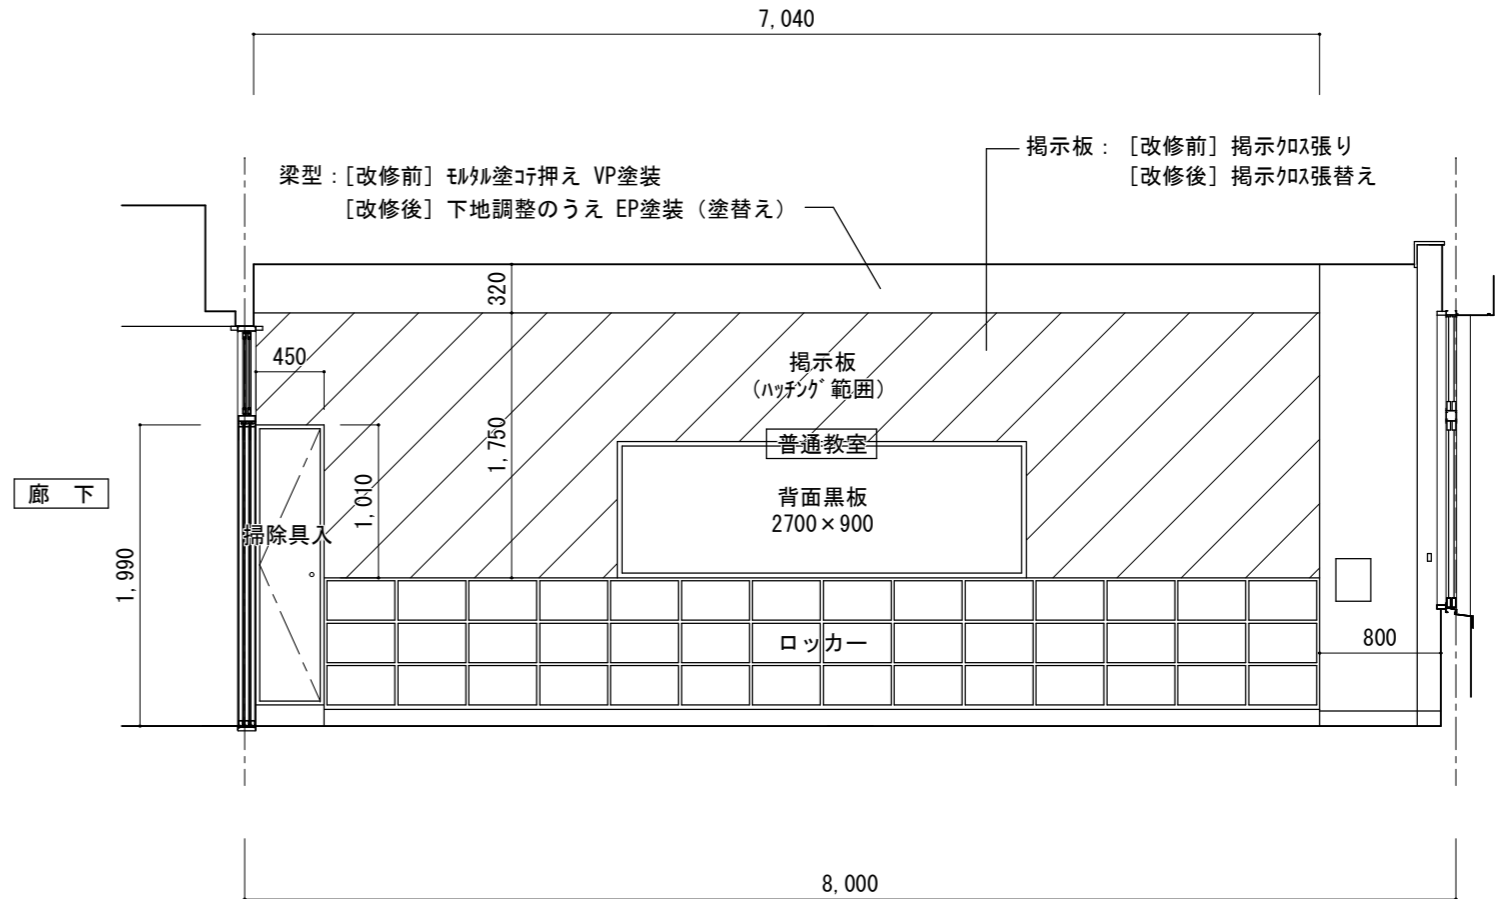 7,040
掲示板： [改修前] 掲示ｸﾛｽ張り
[改修後] 掲示ｸﾛｽ張替え
梁型：[改修前] ﾓﾙﾀﾙ塗ｺﾃ押え VP塗装
[改修後] 下地調整のうえ EP塗装（塗替え）
320
450
掲示板
(ﾊｯﾁﾝｸﾞ範囲)
1,750
普通教室
背面黒板
2700×900
廊 下
掃除具入
1,010
1,990
ロッカー
800
8,000